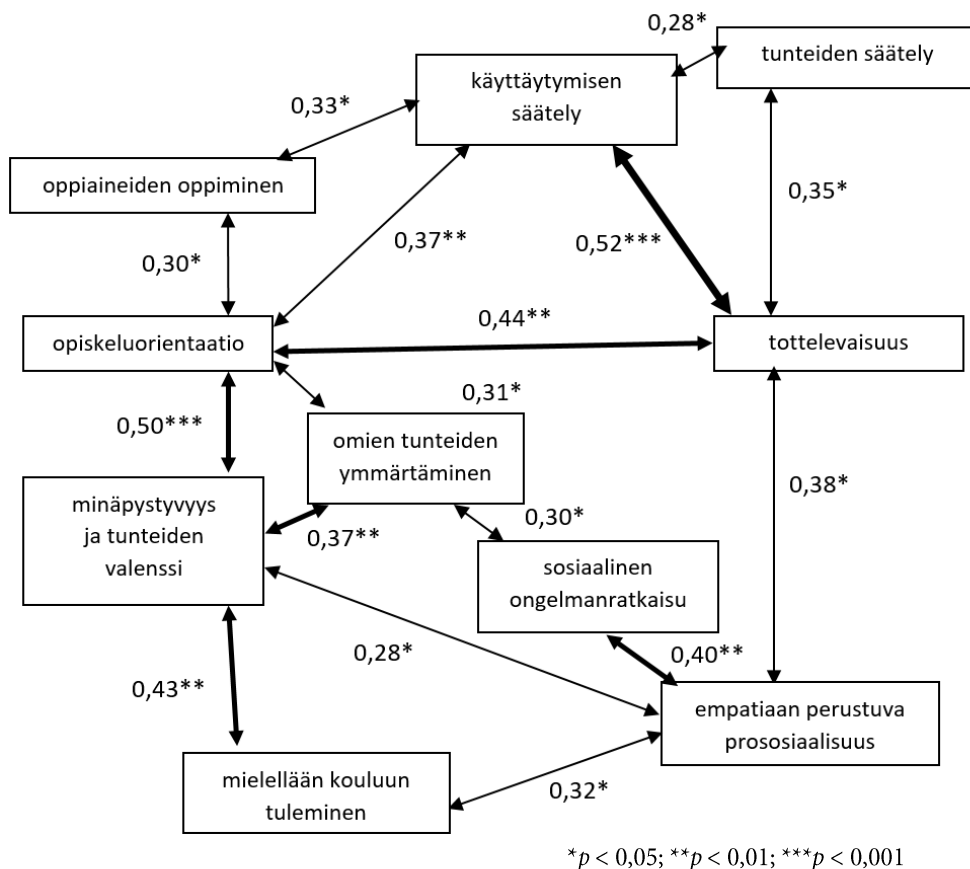 0,28*
tunteiden säätely
käyttäytymisen
säätely
0,33*
oppiaineiden oppiminen
0,35*
0,37**
0,52***
0,30*
0,44**
opiskeluorientaatio
tottelevaisuus
0,31*
0,50***
omien tunteiden
ymmärtäminen
0,38*
minäpystyvyys
ja tunteiden
valenssi
0,37**
0,30*
sosiaalinen
ongelmanratkaisu
0,28*
0,40**
0,43**
empatiaan perustuva
prososiaalisuus
mielellään kouluun
tuleminen
0,32*
*p < 0,05; **p < 0,01; ***p < 0,001